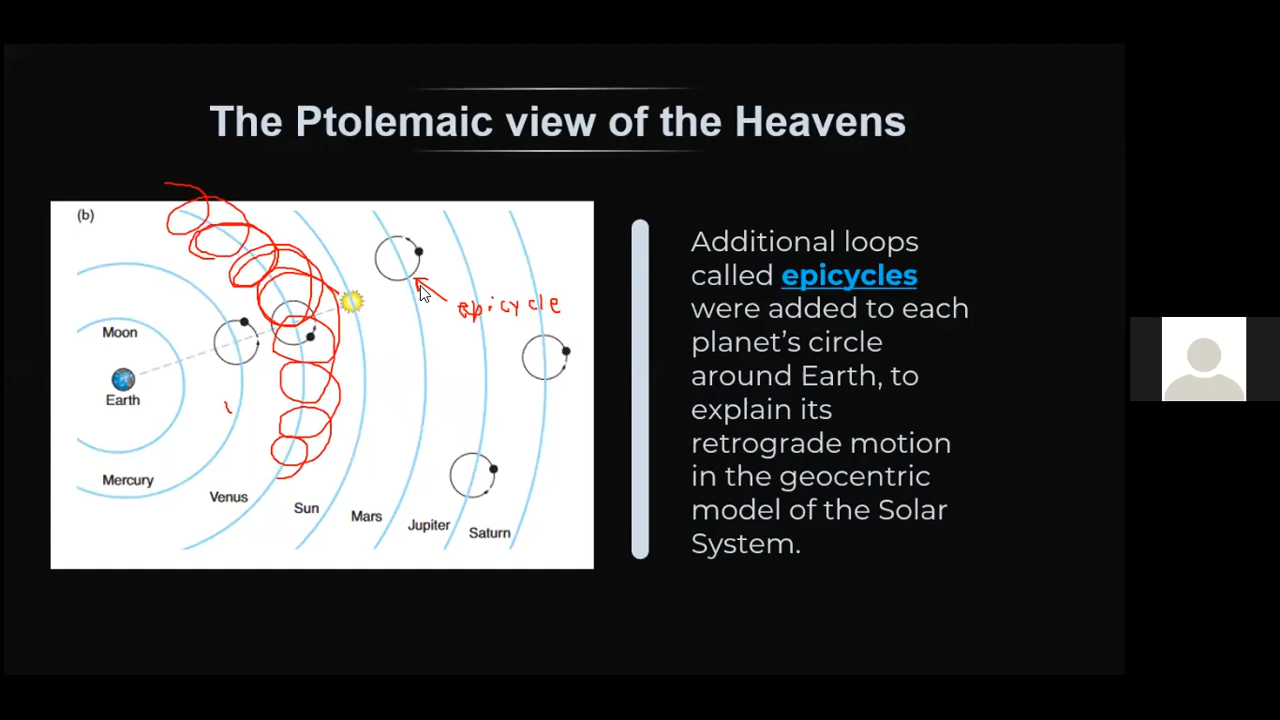 The Ptolemaic view of the Heavens
(b)
Moon
Earth
Mercury
Venus
Sun
Mars
Jupiter
Saturn
epicycle
Additional loops
called epicycles
were added to each
planet’s circle
around Earth, to
explain its
retrograde motion
in the geocentric
model of the Solar
System.